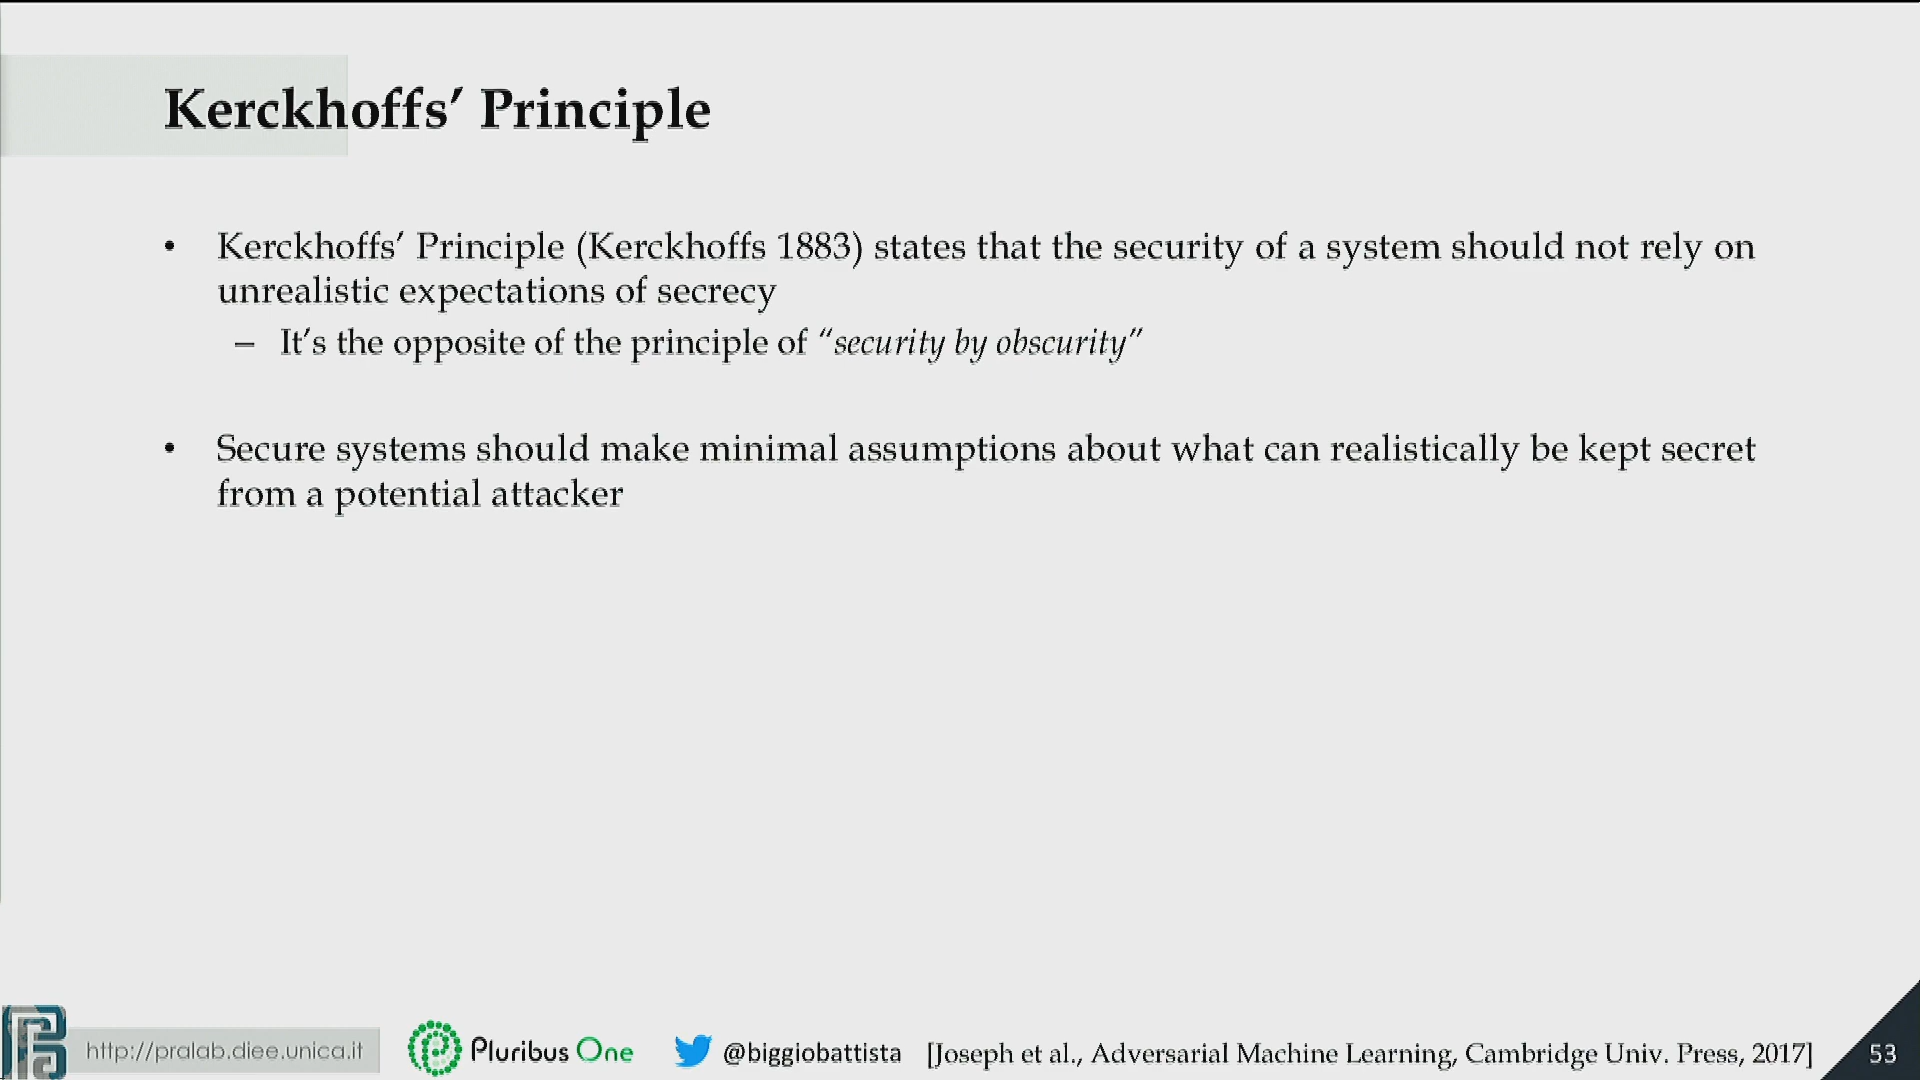 Kerckhoffs’ Principle
• Kerckhoffs’ Principle (Kerckhoffs 1883) states that the security of a system should not rely on
unrealistic expectations of secrecy
– It’s the opposite of the principle of “security by obscurity”
• Secure systems should make minimal assumptions about what can realistically be kept secret
from a potential attacker
http://pralab.diee.unica.it
Pluribus One
@biggiobattista
[Joseph et al., Adversarial Machine Learning, Cambridge Univ. Press, 2017]
53